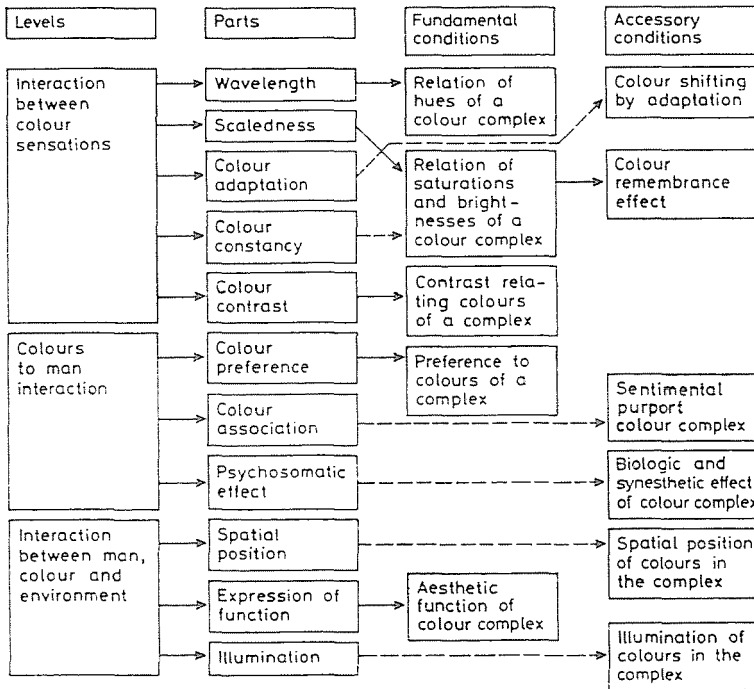 Levels
Parts
Fundamental
conditions
Accessory
conditions
Interaction
between
colour
sensations
Wavelength
Relation of
hues of a
colour complex
Colour shifting
by adaptation
Scaledness
Colour
adaptation
Relation of
saturations
and bright-
nesses of a
colour complex
Colour
remembrance
effect
Colour
constancy
Colour
contrast
Contrast rela-
ting colours
of a complex
Colours
to man
interaction
Colour
preference
Preference to
colours of a
complex
Colour
association
Sentimental
purport
colour complex
Psychosomatic
effect
Biologic and
synesthetic effect
of colour complex
Interaction
between man,
colour and
environment
Spatial
position
Spatial position
of colours in
the complex
Expression of
function
Aesthetic
function of
colour complex
Illumination
Illumination of
colours in the
complex